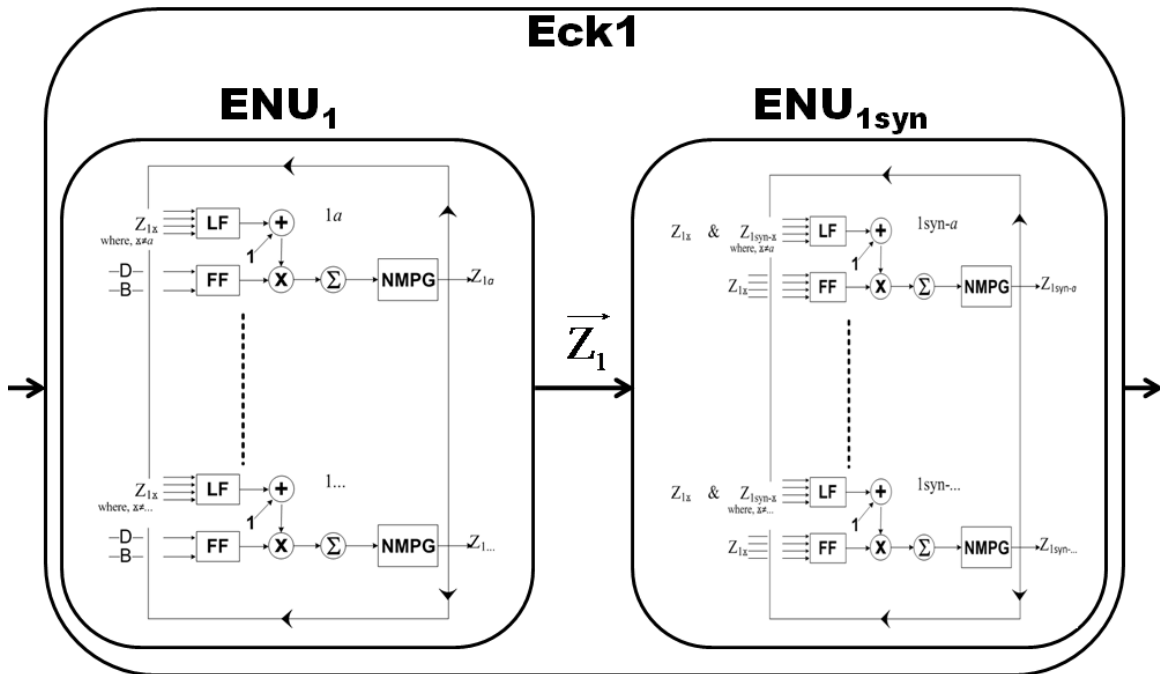 Eck1
ENU1
Z1x
where, x≠a
LF
+
1a
1
D
B
FF
X
Σ
NMPG
Z1a
Z1x
where, x≠...
LF
+
1...
1
D
B
FF
X
Σ
NMPG
Z1...
Z1
ENU1syn
Z1x & Z1syn-x
where, x≠a
LF
+
1syn-a
1
Z1x
FF
X
Σ
NMPG
Z1syn-a
Z1x & Z1syn-x
where, x≠...
LF
+
1syn-...
1
Z1x
FF
X
Σ
NMPG
Z1syn-...